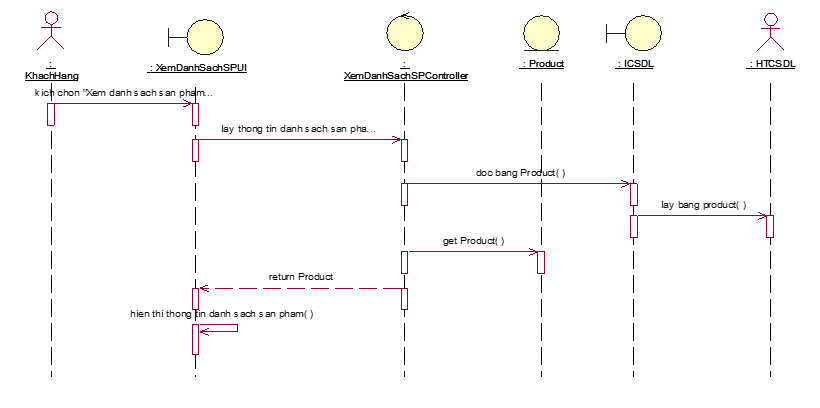 :
KhachHang
: XemDanhSachSPUI
:
XemDanhSachSPController
: Product
: ICSDL
: HTCSDL
kich chon "Xem danh sach san pham...
lay thong tin danh sach san pha...
doc bang Product( )
lay bang product( )
get Product( )
return Product
hien thi thong tin danh sach san pham( )